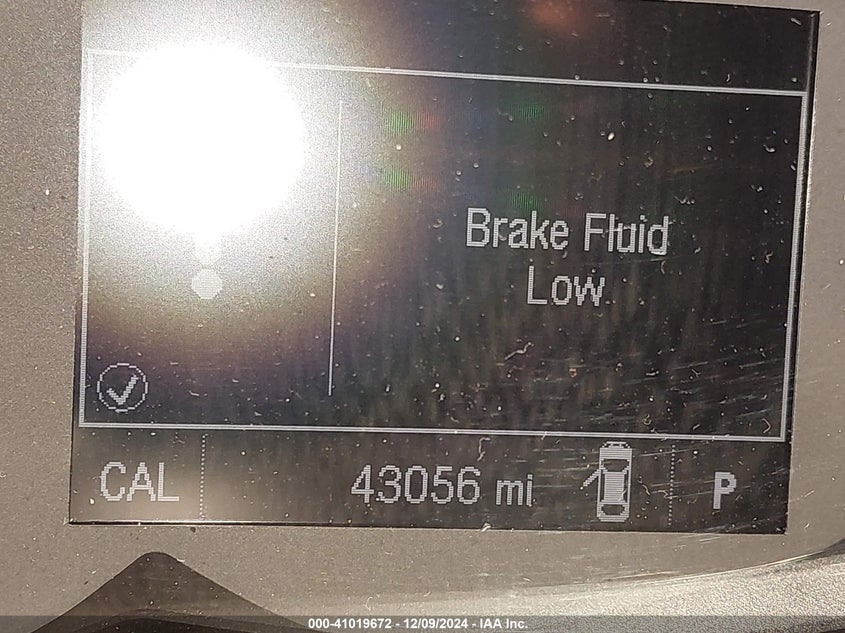 Brake Fluid
Low
CAL 43056 mi P
000-41019672 - 12/09/2024 - IAA Inc.